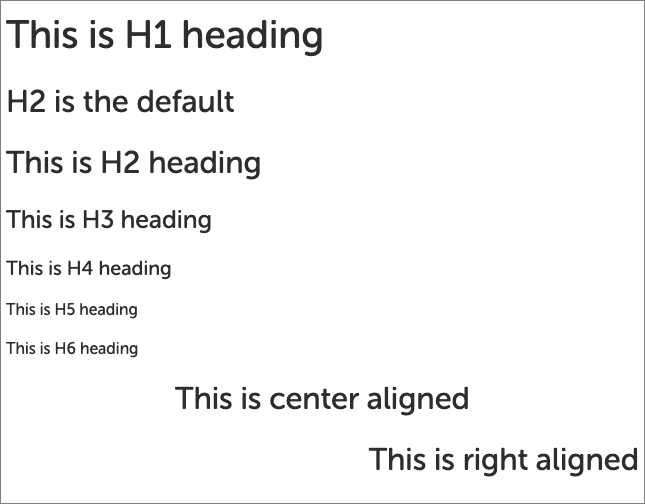 This is H1 heading
H2 is the default
This is H2 heading
This is H3 heading
This is H4 heading
This is H5 heading
This is H6 heading
This is center aligned
This is right aligned